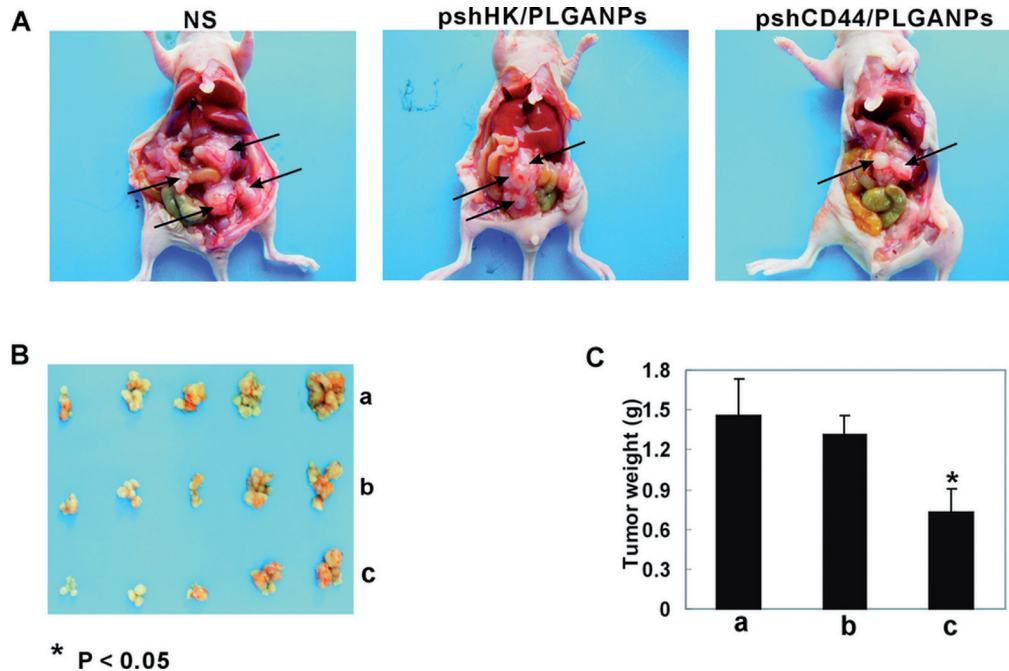 A
NS
pshHK/PLGANPs
pshCD44/PLGANPs
B
a
b
c
* P < 0.05
C
Tumor weight (g)
1.8
1.5
1.2
0.9
0.6
0.3
0
*
a
b
c